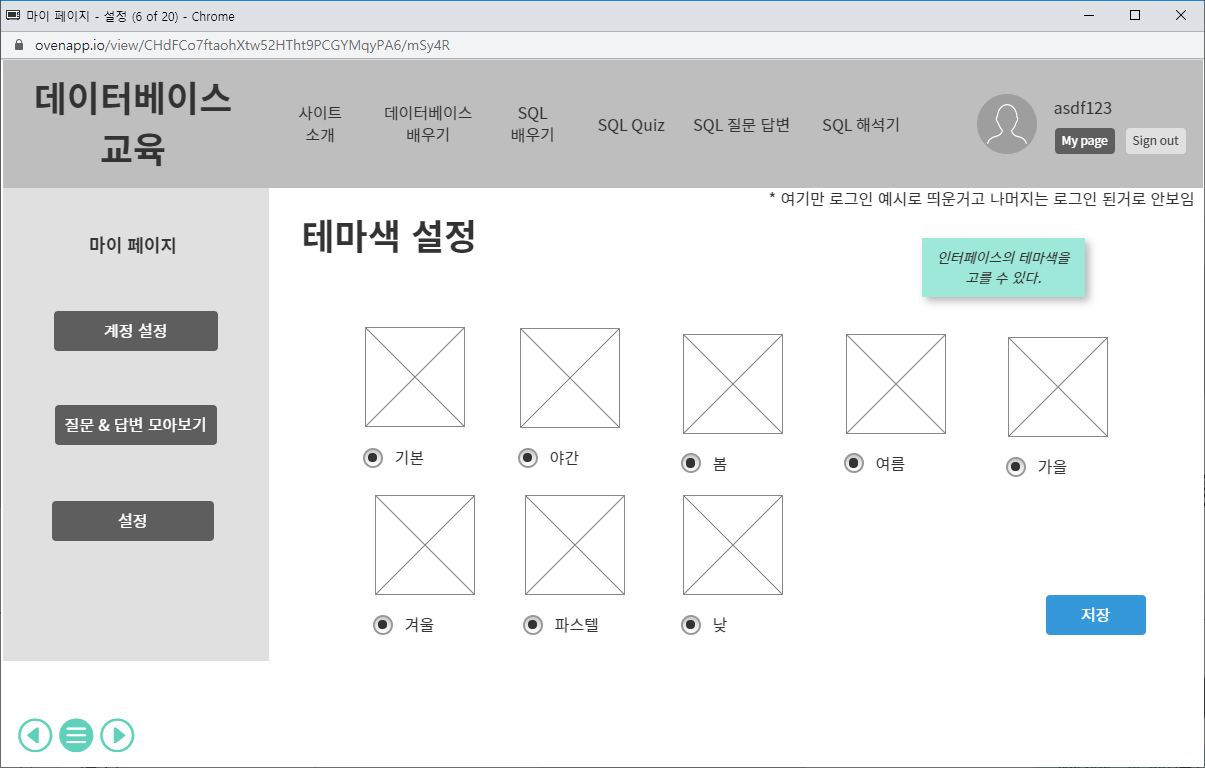 마이 페이지 - 설정 (6 of 20) - Chrome
ovenapp.io/view/CHdFCo7ftaohXtw52HTht9PCGYMqyPA6/mSy4R
데이터베이스
교육
사이트
소개
데이터베이스
배우기
SQL
배우기
SQL Quiz
SQL 질문 답변
SQL 해석기
asdf123
My page
Sign out
* 여기만 로그인 예시로 띄운거고 나머지는 로그인 된거로 안보임
마이 페이지
계정 설정
질문 & 답변 모아보기
설정
테마색 설정
인터페이스의 테마색을
고를 수 있다.
기본
야간
봄
여름
가을
겨울
파스텔
낮
저장